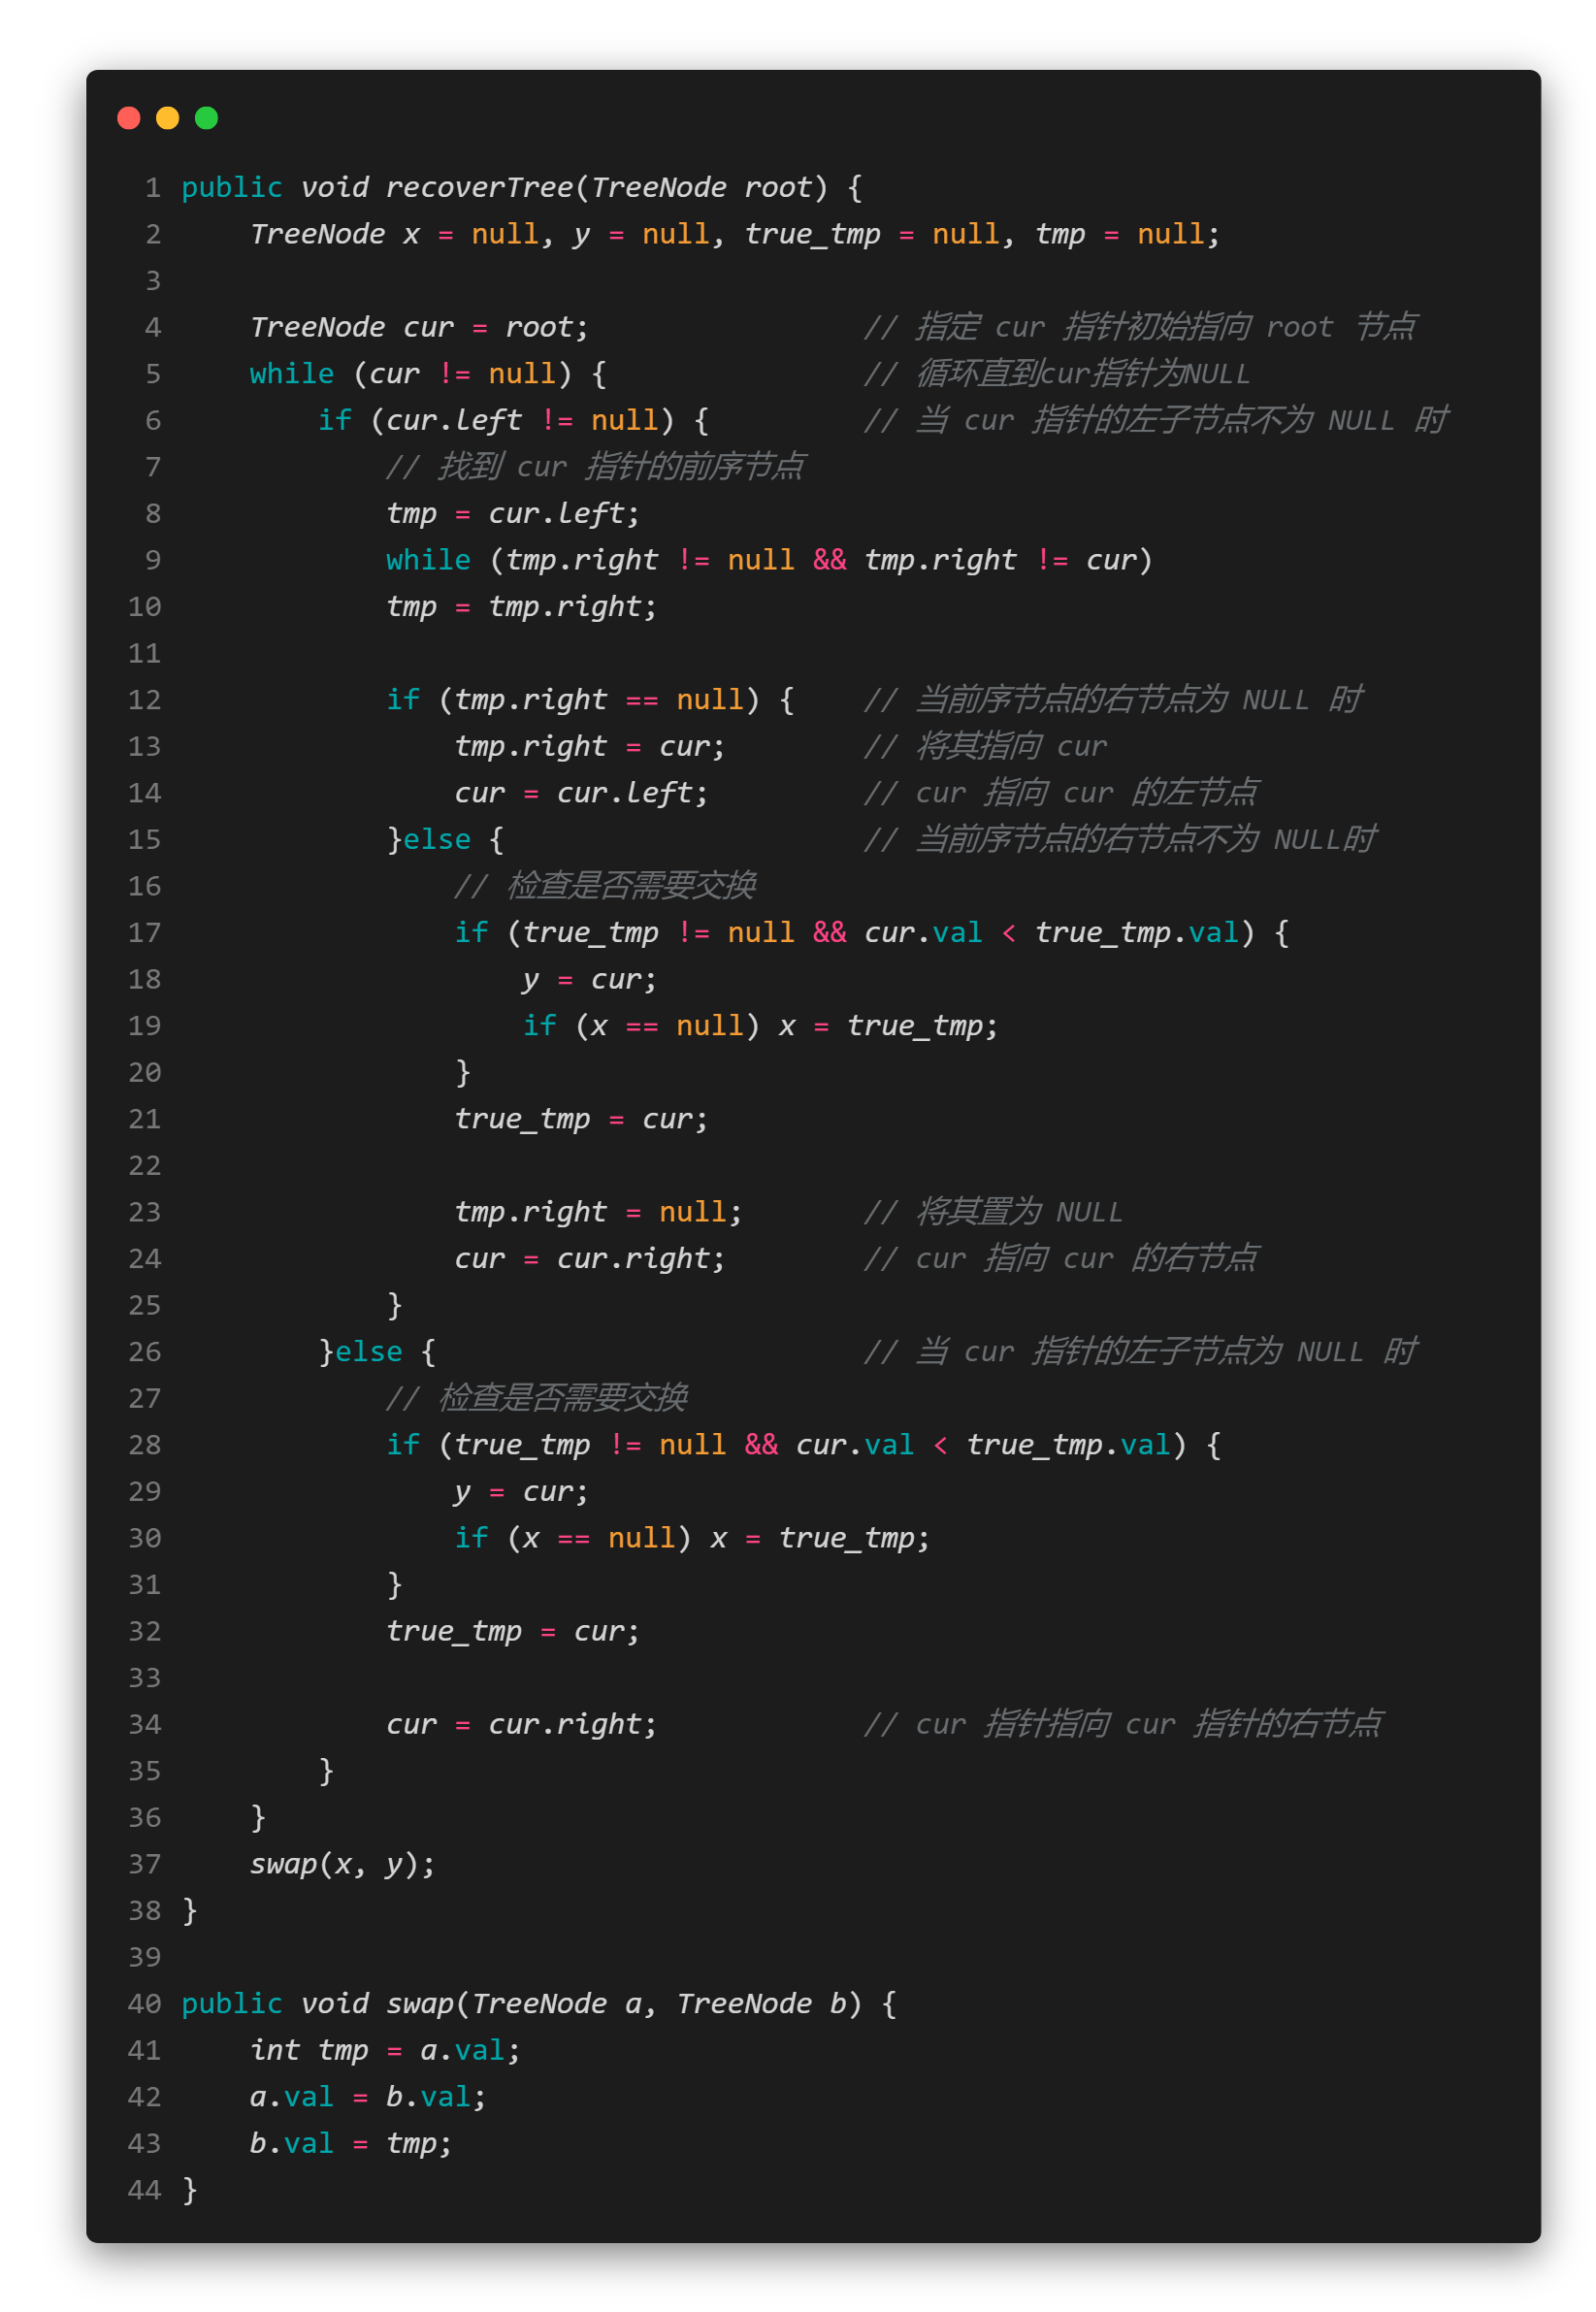 1 public void recoverTree(TreeNode root) {
2     TreeNode x = null, y = null, true_tmp = null, tmp = null;
3
4     TreeNode cur = root;                // 指定 cur 指针初始指向 root 节点
5     while (cur != null) {               // 循环直到cur指针为NULL
6         if (cur.left != null) {         // 当 cur 指针的左子节点不为 NULL 时
7             // 找到 cur 指针的前序节点
8             tmp = cur.left;
9             while (tmp.right != null && tmp.right != cur)
10             tmp = tmp.right;
11
12             if (tmp.right == null) {    // 当前序节点的右节点为 NULL 时
13                 tmp.right = cur;        // 将其指向 cur
14                 cur = cur.left;         // cur 指向 cur 的左节点
15             }else {                     // 当前序节点的右节点不为 NULL时
16                 // 检查是否需要交换
17                 if (true_tmp != null && cur.val < true_tmp.val) {
18                     y = cur;
19                     if (x == null) x = true_tmp;
20                 }
21                 true_tmp = cur;
22
23                 tmp.right = null;       // 将其置为 NULL
24                 cur = cur.right;        // cur 指向 cur 的右节点
25             }
26         }else {                         // 当 cur 指针的左子节点为 NULL 时
27             // 检查是否需要交换
28             if (true_tmp != null && cur.val < true_tmp.val) {
29                 y = cur;
30                 if (x == null) x = true_tmp;
31             }
32             true_tmp = cur;
33
34             cur = cur.right;            // cur 指针指向 cur 指针的右节点
35         }
36     }
37     swap(x, y);
38 }
39
40 public void swap(TreeNode a, TreeNode b) {
41     int tmp = a.val;
42     a.val = b.val;
43     b.val = tmp;
44 }